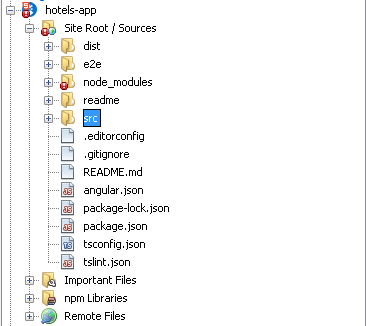 hotels-app
Site Root / Sources
dist
e2e
node_modules
readme
src
.editorconfig
.gitignore
README.md
angular.json
package-lock.json
package.json
tsconfig.json
tslint.json
Important Files
npm Libraries
Remote Files